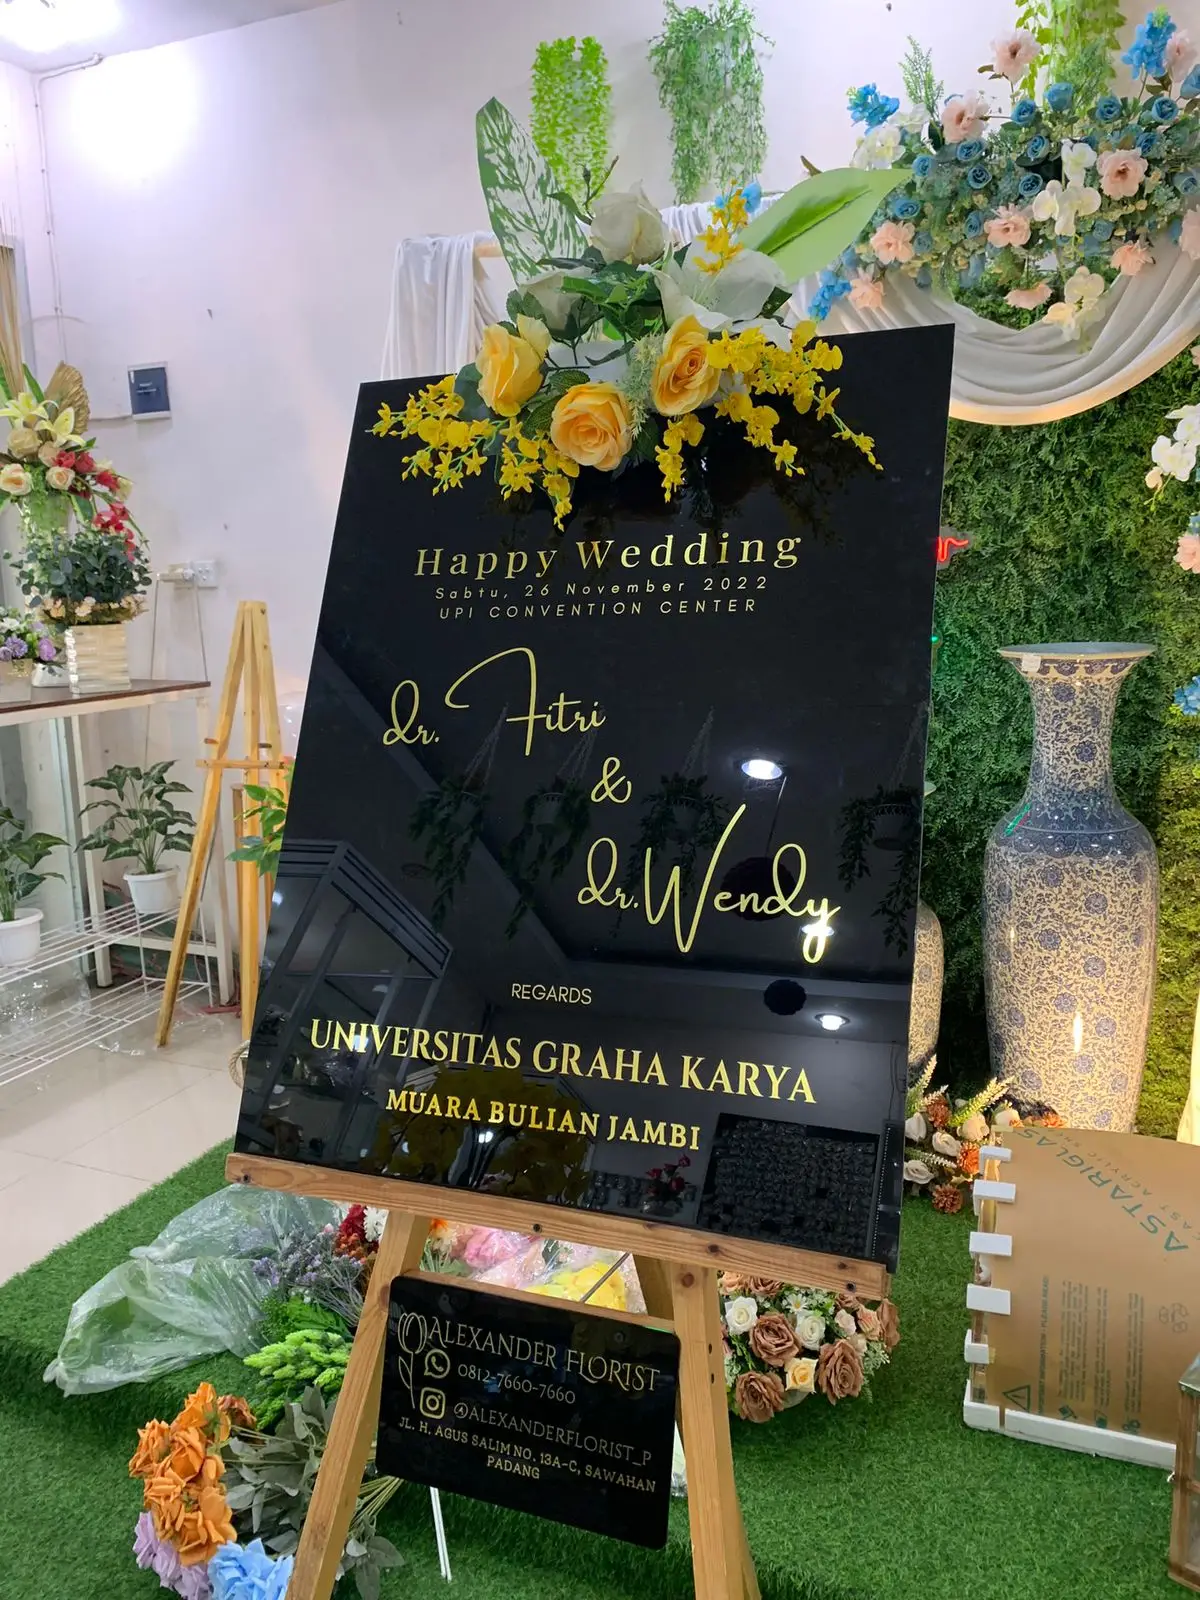 Happy Wedding
Sabtu, 26 November 2022
UPI CONVENTION CENTER
dr. Fitri
&
dr. Wendy
REGARDS
UNIVERSITAS GRAHA KARYA
MUARA BULIAN JAMBI
ALEXANDER FLORIST
0812-7660-7660
@ALEXANDERFLORIST_P
JL. H. AGUS SALIM NO. 13A-C, SAWAHAN
PADANG
ASTARIGLAS